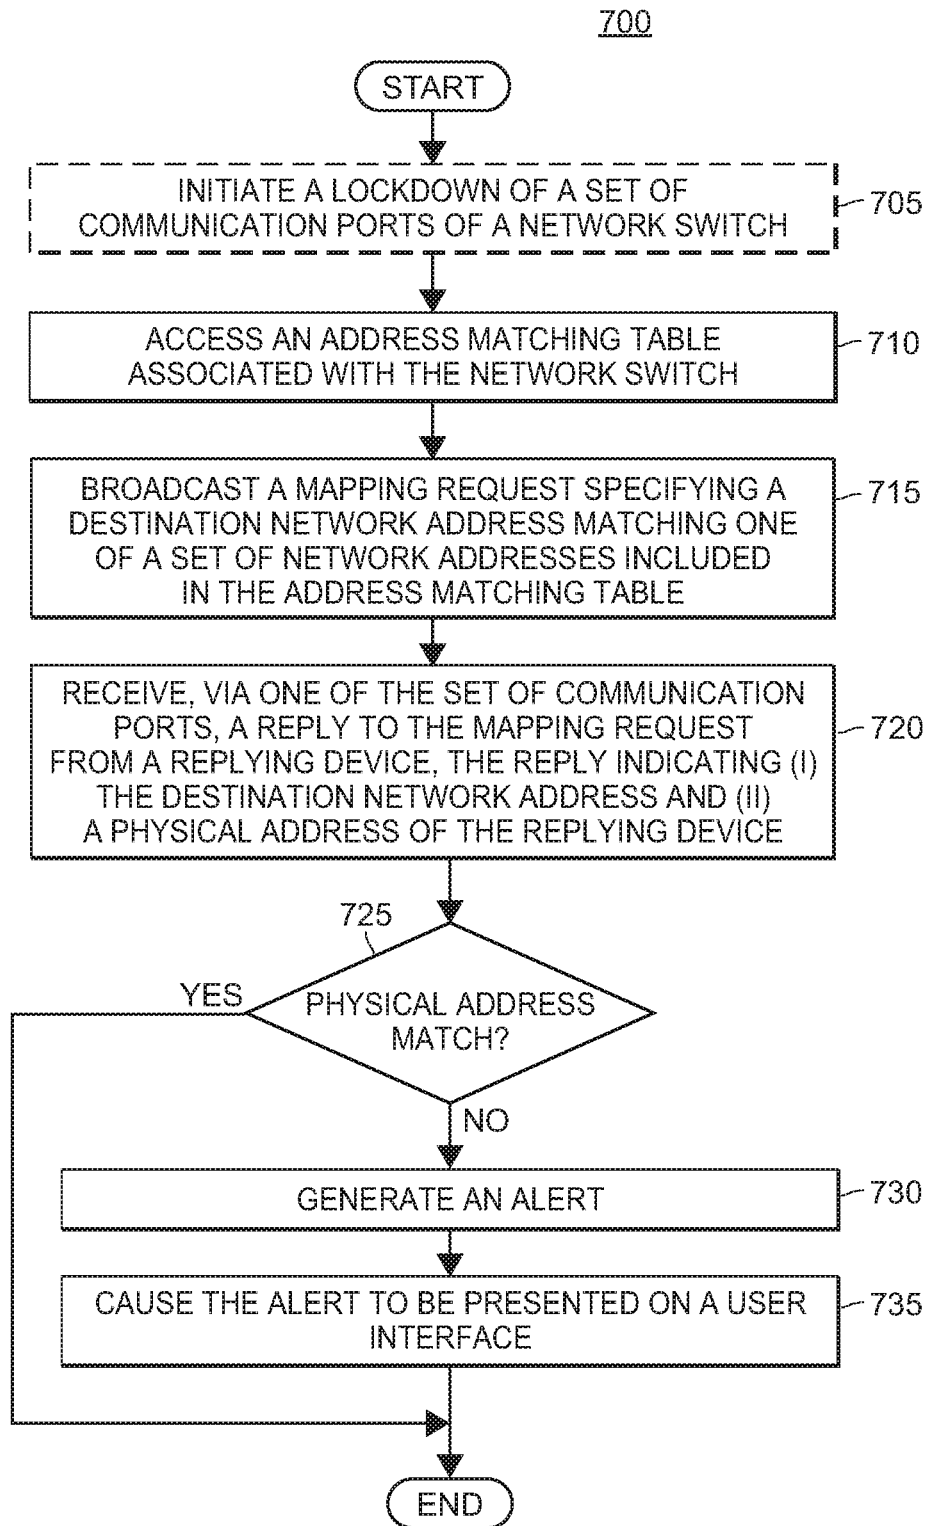 700
START
INITIATE A LOCKDOWN OF A SET OF
COMMUNICATION PORTS OF A NETWORK SWITCH
705
ACCESS AN ADDRESS MATCHING TABLE
ASSOCIATED WITH THE NETWORK SWITCH
710
BROADCAST A MAPPING REQUEST SPECIFYING A
DESTINATION NETWORK ADDRESS MATCHING ONE
OF A SET OF NETWORK ADDRESSES INCLUDED
IN THE ADDRESS MATCHING TABLE
715
RECEIVE, VIA ONE OF THE SET OF COMMUNICATION
PORTS, A REPLY TO THE MAPPING REQUEST
FROM A REPLYING DEVICE, THE REPLY INDICATING (I)
THE DESTINATION NETWORK ADDRESS AND (II)
A PHYSICAL ADDRESS OF THE REPLYING DEVICE
720
725
YES
PHYSICAL ADDRESS
MATCH?
NO
GENERATE AN ALERT
730
CAUSE THE ALERT TO BE PRESENTED ON A USER
INTERFACE
735
END